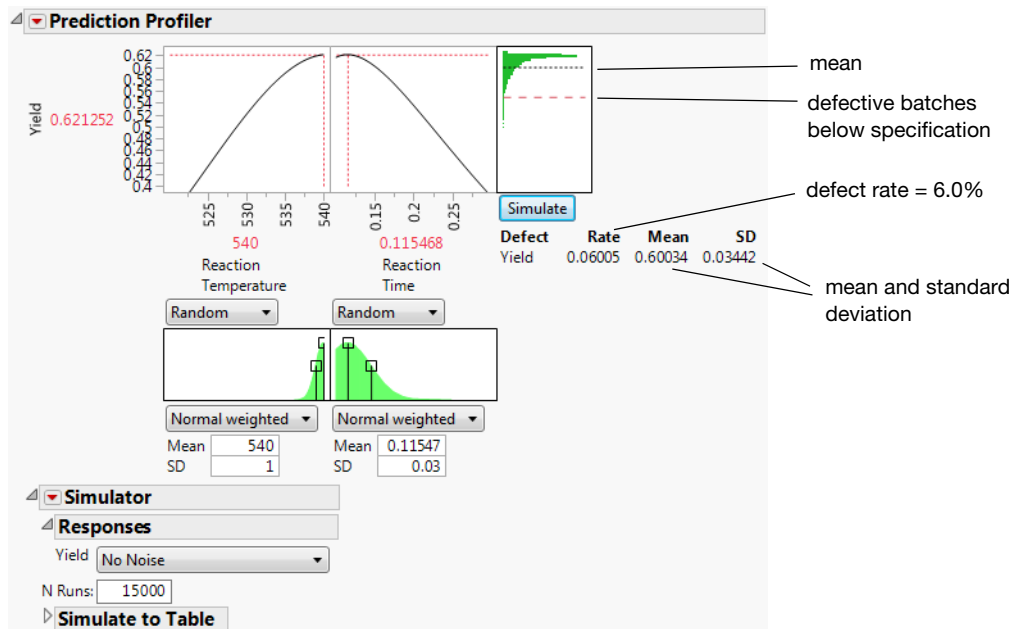 Prediction Profiler
Yield
0.621252
0.62
0.6
0.58
0.56
0.54
0.52
0.5
0.48
0.46
0.44
0.42
0.4
525
530
535
540
0.15
0.2
0.25
540
Reaction
Temperature
0.115468
Reaction
Time
mean
defective batches
below specification
defect rate = 6.0%
Simulate
Defect Rate Mean SD
Yield 0.06005 0.60034 0.03442
mean and standard
deviation
Random
Random
Normal weighted
Normal weighted
Mean 540
SD 1
Mean 0.11547
SD 0.03
Simulator
Responses
Yield No Noise
N Runs: 15000
Simulate to Table